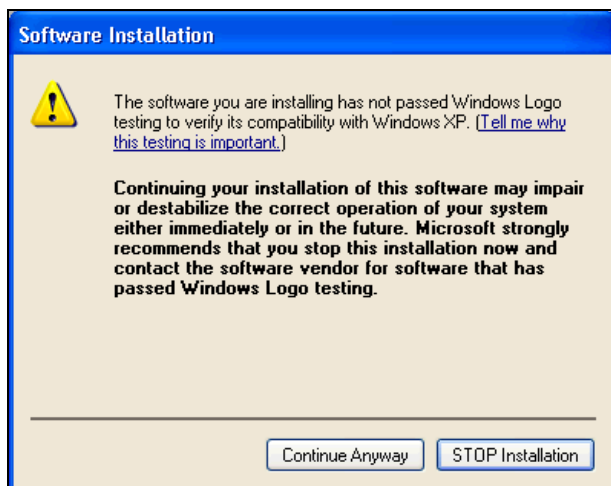 Software Installation
The software you are installing has not passed Windows Logo
testing to verify its compatibility with Windows XP. (Tell me why
this testing is important.)
Continuing your installation of this software may impair
or destabilize the correct operation of your system
either immediately or in the future. Microsoft strongly
recommends that you stop this installation now and
contact the software vendor for software that has
passed Windows Logo testing.
Continue Anyway STOP Installation